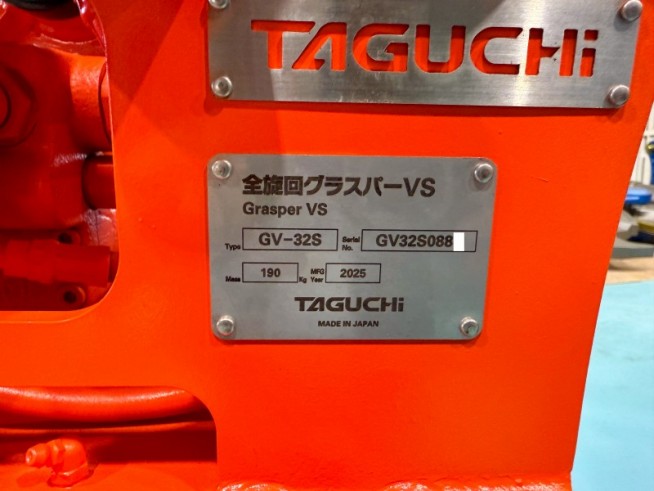 TAGUCHi
全旋回グラスパーVS
Grasper VS
Type GV-32S Serial No. GV32S088
Mass 190 Kg MFG Year 2025
TAGUCHi
MADE IN JAPAN